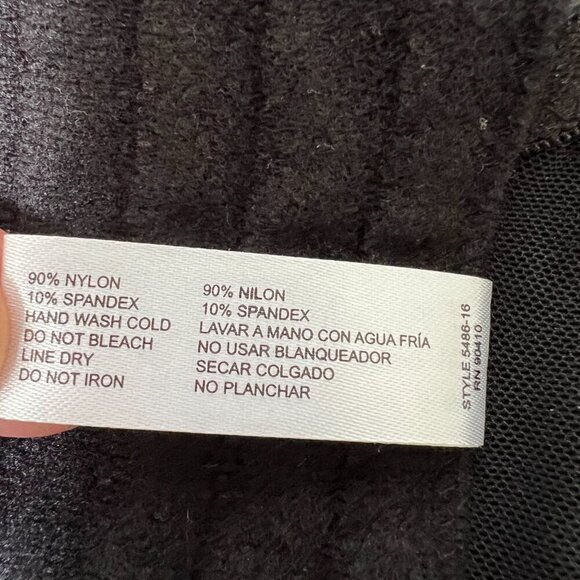 90% NYLON
10% SPANDEX
HAND WASH COLD
DO NOT BLEACH
LINE DRY
DO NOT IRON
90% NILON
10% SPANDEX
LAVAR A MANO CON AGUA FRÍA
NO USAR BLANQUEADOR
SECAR COLGADO
NO PLANCHAR
STYLE 5486-16
RN 90410